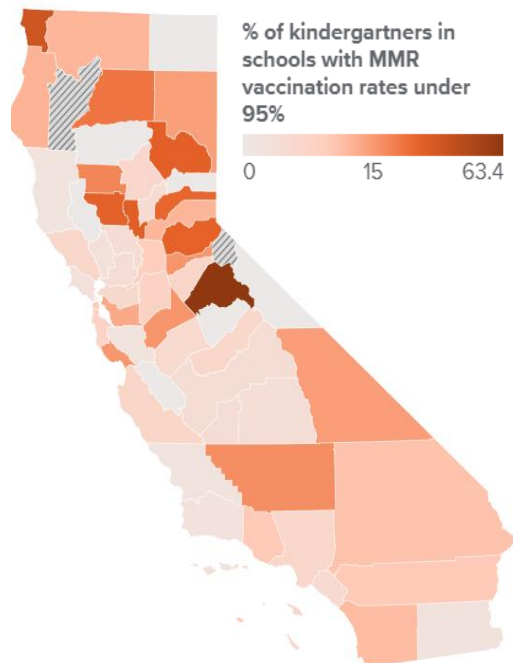 % of kindergartners in
schools with MMR
vaccination rates under
95%
0 15 63.4